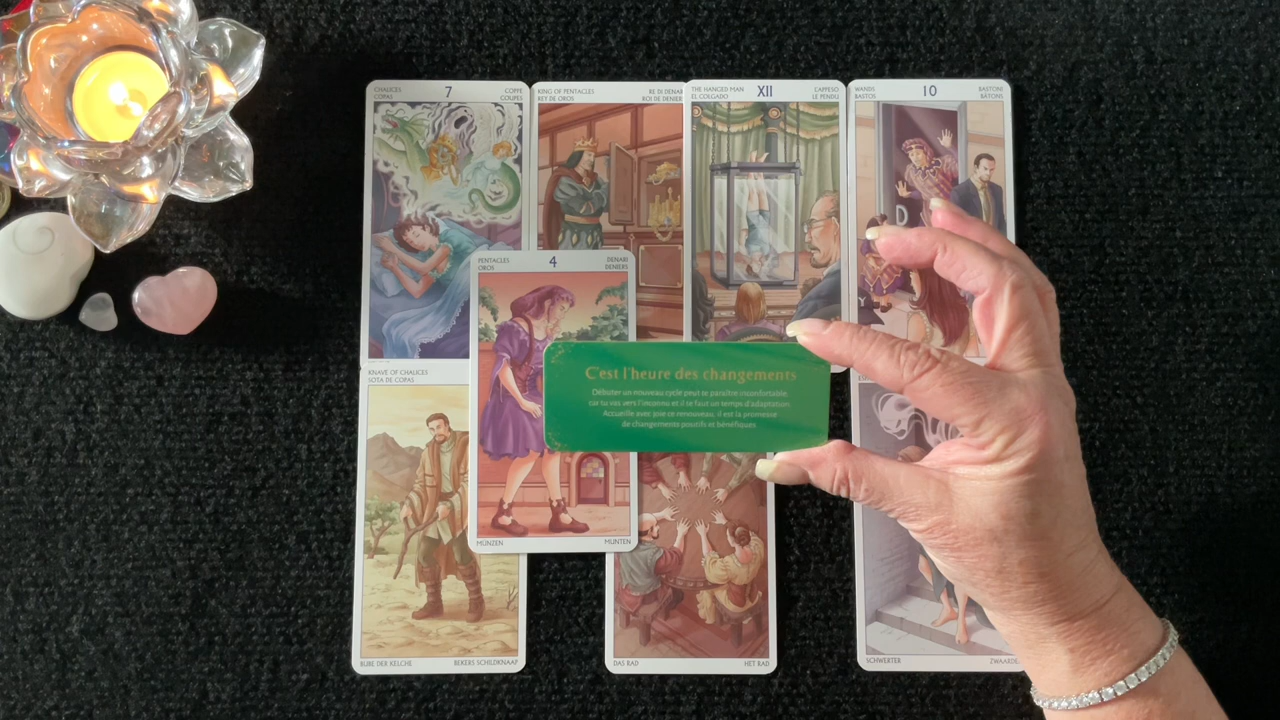 CHALICES 7 COPPE
COPAS COUPES
KING OF PENTACLES RE DI DENAR
REY DE OROS ROI DE DENIER
THE HANGED MAN XII L'APPESO
EL COLGADO LE PENDU
WANDS 10 BASTONI
BASTOS BÂTONS
PENTACLES 4 DENARI
OROS DENIERS
D
Y
C'est l'heure des changements
Débuter un nouveau cycle peut te paraître inconfortable,
car tu vas vers l'inconnu et il te faut un temps d'adaptation.
Accueille avec joie ce renouveau, il est la promesse
de changements positifs et bénéfiques
KNAVE OF CHALICES
SOTA DE COPAS
MÜNZEN MUNTEN
BUBE DER KELCHE BEKERS SCHILDKNAAP
DAS RAD HET RAD
SCHWERTER ZWAARDE